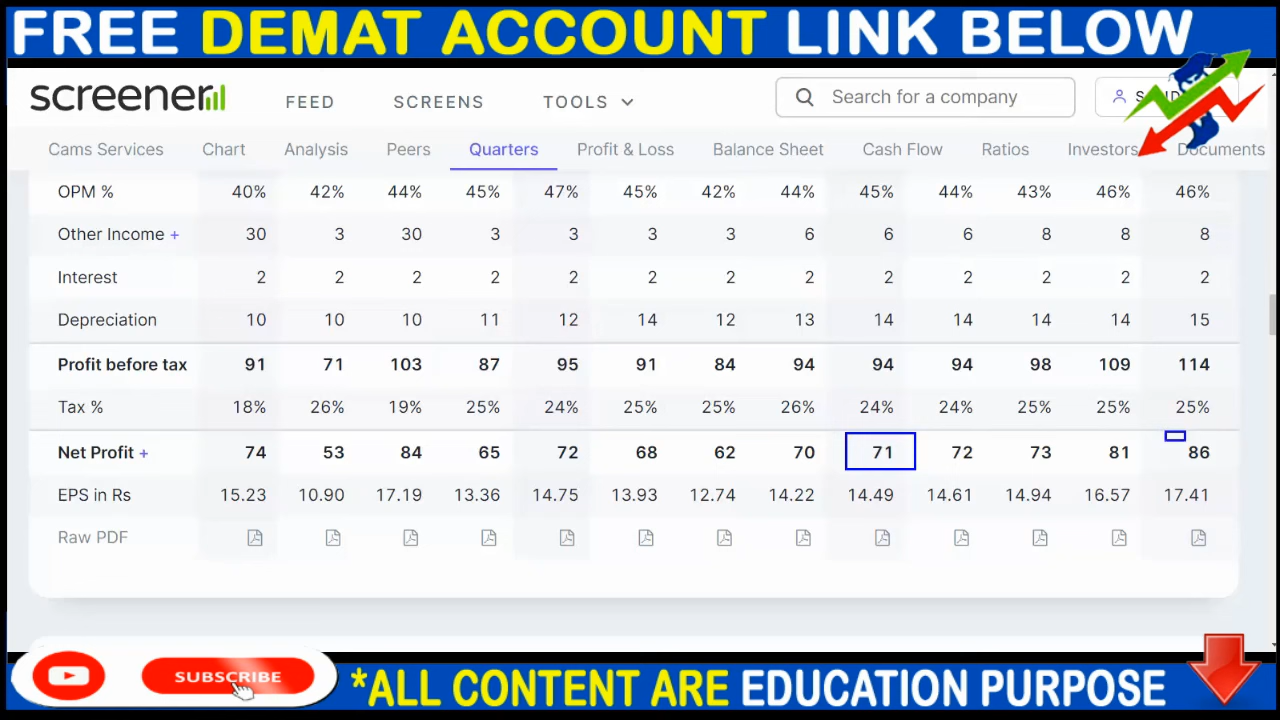 FREE DEMAT ACCOUNT LINK BELOW
screener
FEED SCREENS TOOLS
Search for a company
Cams Services Chart Analysis Peers Quarters Profit & Loss Balance Sheet Cash Flow Ratios Investors Documents
OPM % 40% 42% 44% 45% 47% 45% 42% 44% 45% 44% 43% 46% 46%
Other Income + 30 3 30 3 3 3 3 6 6 6 8 8 8
Interest 2 2 2 2 2 2 2 2 2 2 2 2 2
Depreciation 10 10 10 11 12 14 12 13 14 14 14 14 15
Profit before tax 91 71 103 87 95 91 84 94 94 94 98 109 114
Tax % 18% 26% 19% 25% 24% 25% 25% 26% 24% 24% 25% 25% 25%
Net Profit + 74 53 84 65 72 68 62 70 71 72 73 81 86
EPS in Rs 15.23 10.90 17.19 13.36 14.75 13.93 12.74 14.22 14.49 14.61 14.94 16.57 17.41
Raw PDF
SUBSCRIBE
*ALL CONTENT ARE EDUCATION PURPOSE